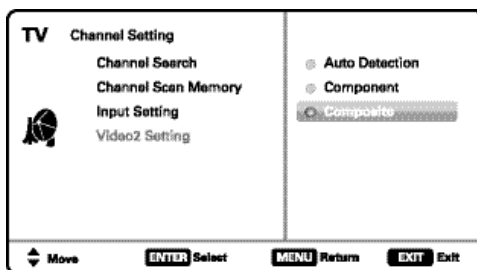 TV Channel Setting
Channel Search
Channel Scan Memory
Input Setting
Video2 Setting
Auto Detection
Component
Composite
Move ENTER Select MENU Return EXIT Exit